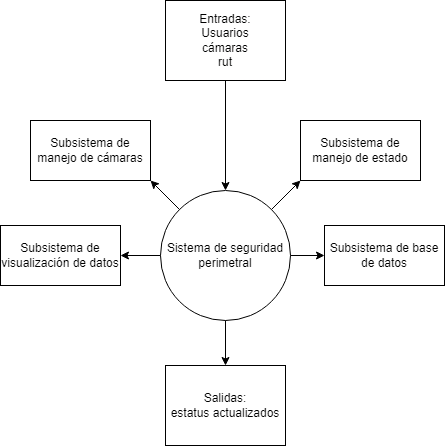 Entradas:
Usuarios
cámaras
rut
Subsistema de
manejo de cámaras
Subsistema de
manejo de estado
Sistema de seguridad
perimetral
Subsistema de
visualización de datos
Subsistema de base
de datos
Salidas:
estatus actualizados